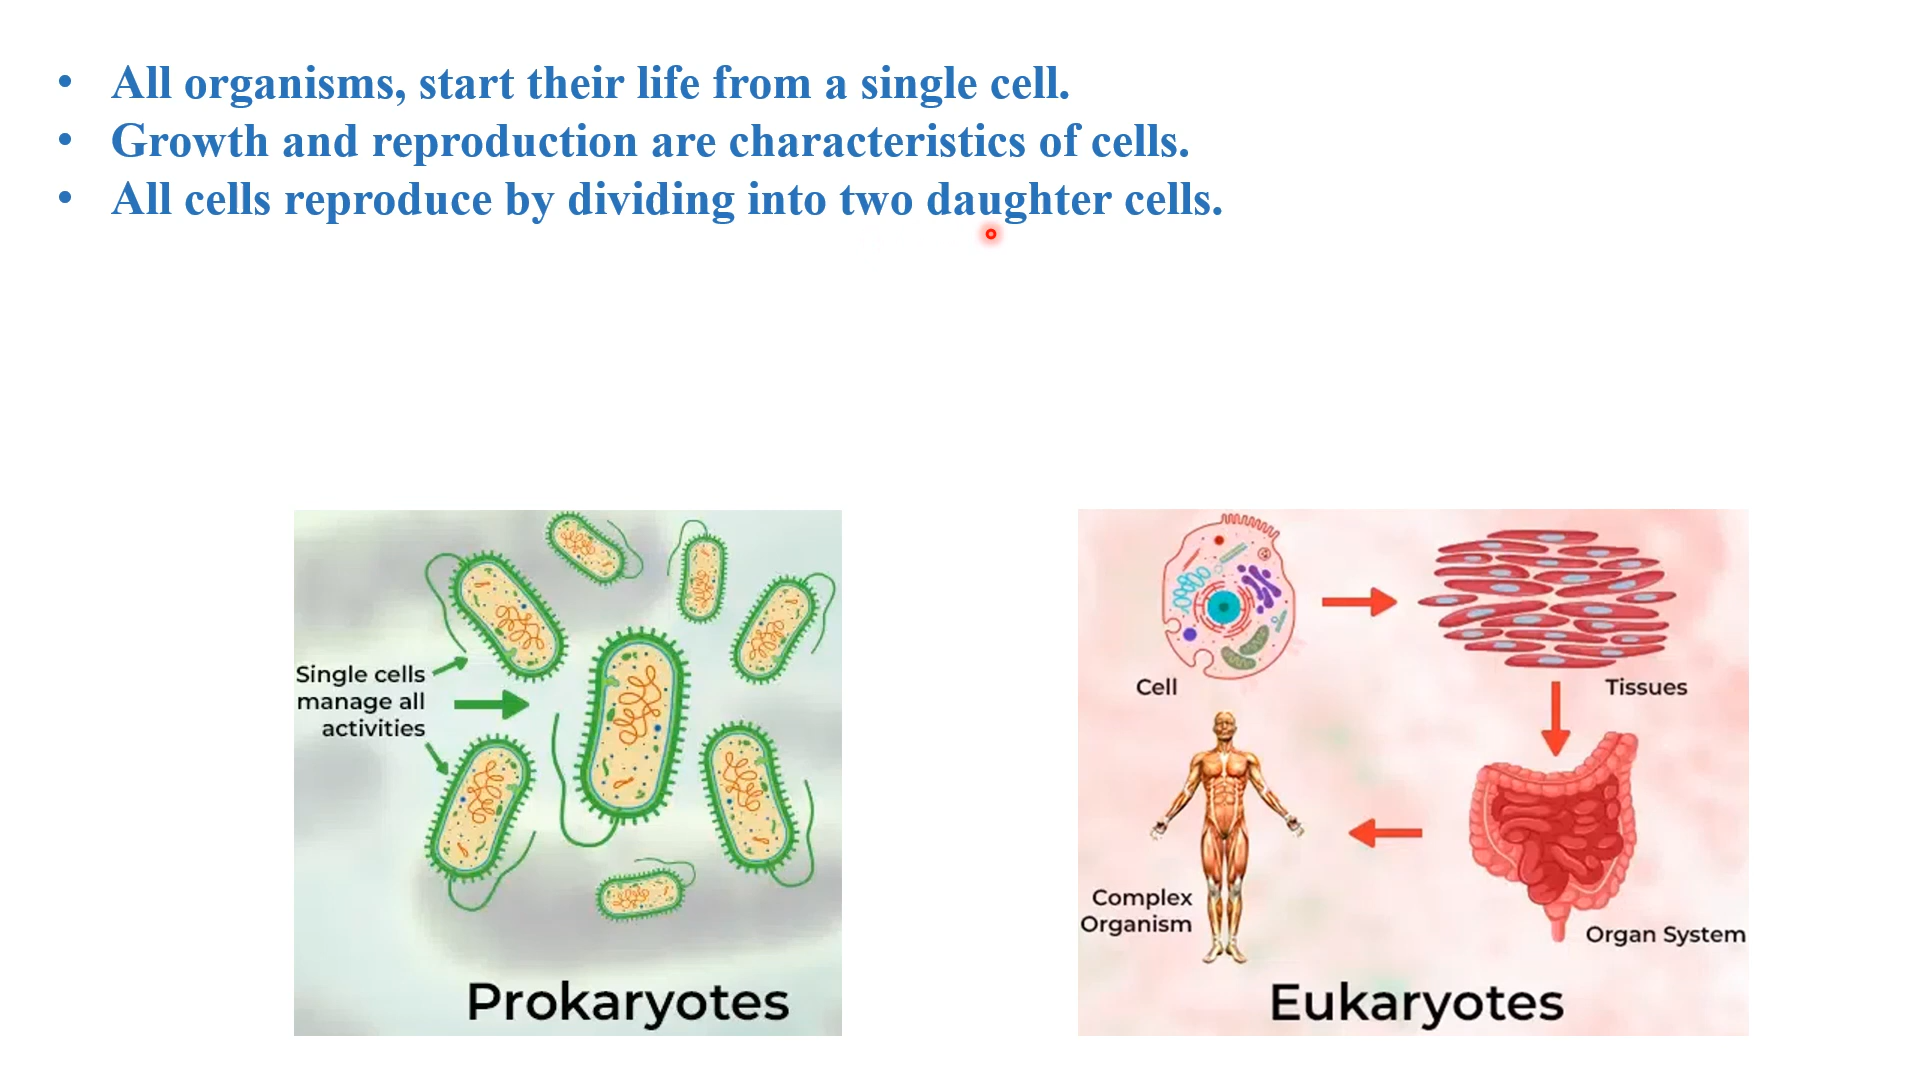 • All organisms, start their life from a single cell.
• Growth and reproduction are characteristics of cells.
• All cells reproduce by dividing into two daughter cells.
Single cells
manage all
activities
Prokaryotes
Cell
Tissues
Complex
Organism
Organ System
Eukaryotes